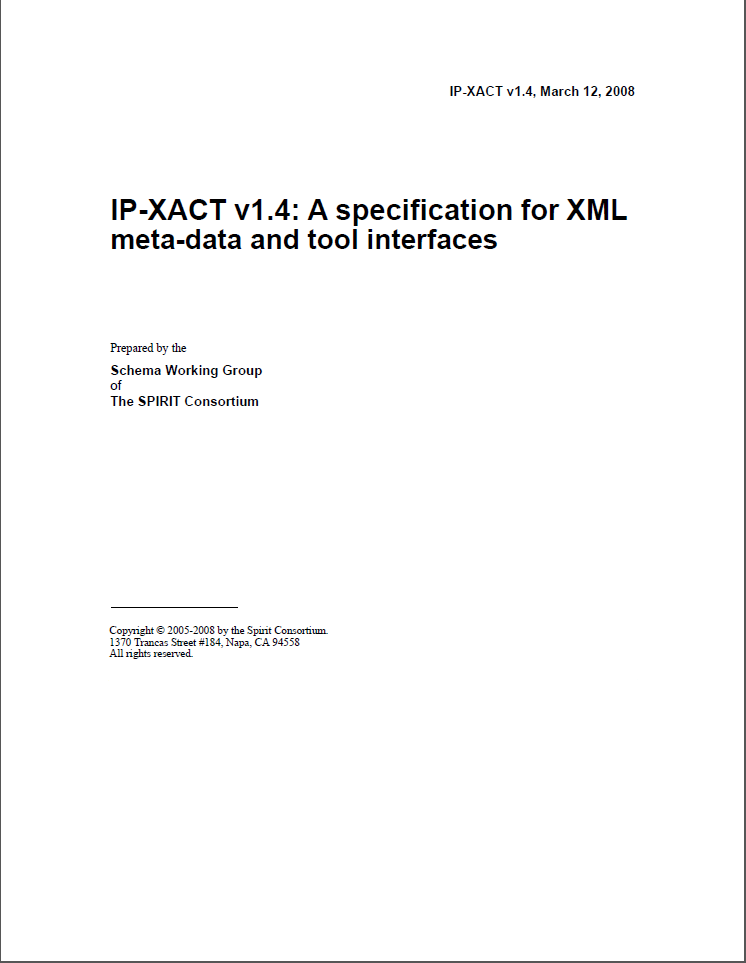 IP-XACT v1.4, March 12, 2008
IP-XACT v1.4: A specification for XML
meta-data and tool interfaces
Prepared by the
Schema Working Group
of
The SPIRIT Consortium
Copyright © 2005-2008 by the Spirit Consortium.
1370 Trancas Street #184, Napa, CA 94558
All rights reserved.